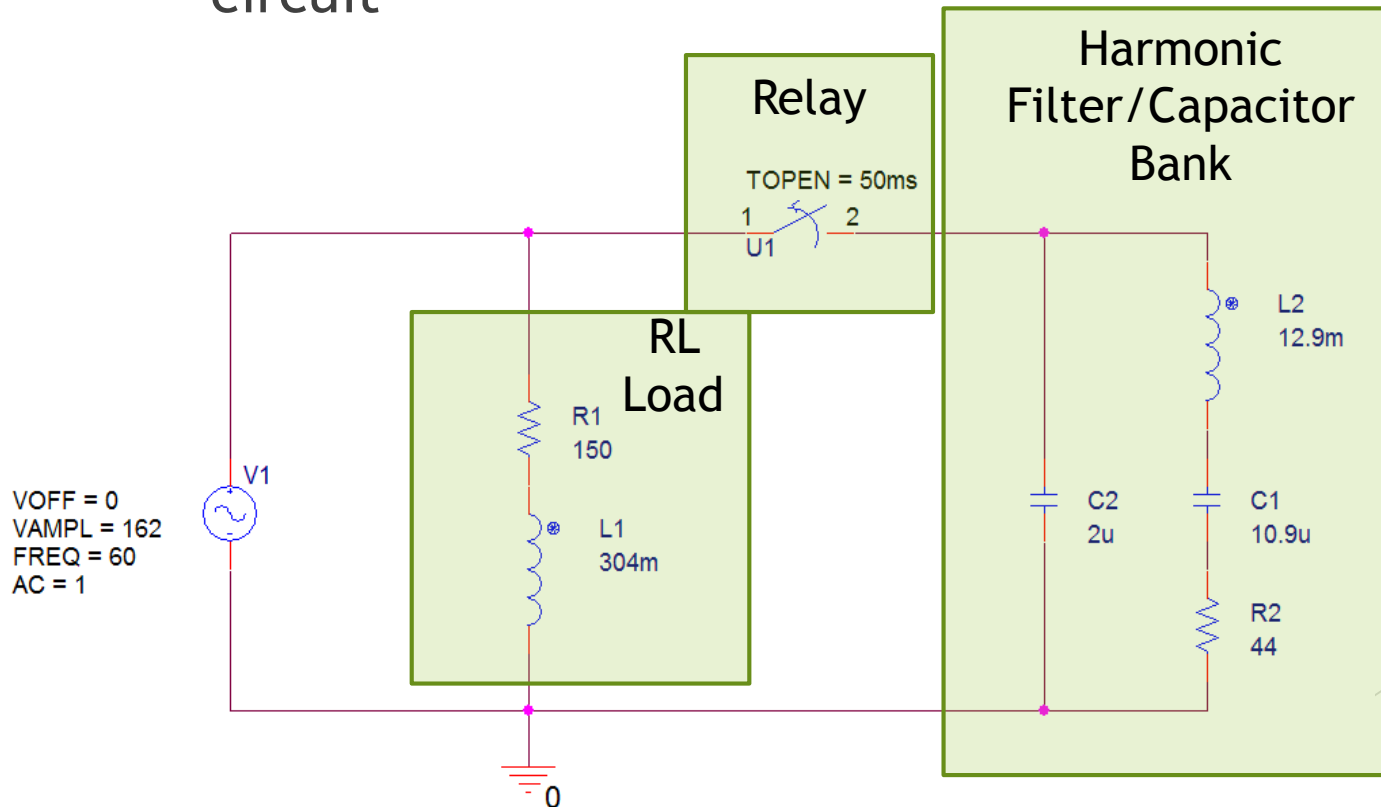 circuit
Harmonic
Filter/Capacitor
Bank
Relay
TOPEN = 50ms
1 2
U1
RL
Load
R1
150
L1
304m
V1
VOFF = 0
VAMPL = 162
FREQ = 60
AC = 1
L2
12.9m
C2
2u
C1
10.9u
R2
44
0